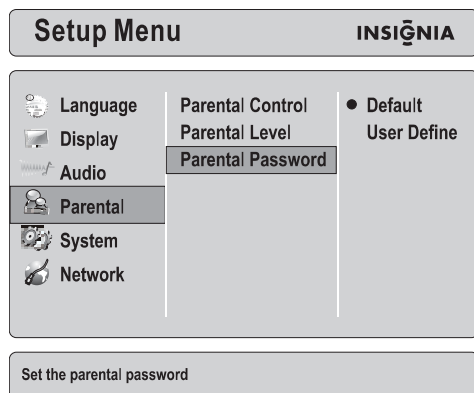 Setup Menu
INSIGNIA
Language
Display
Audio
Parental
System
Network
Parental Control
Parental Level
Parental Password
Default
User Define
Set the parental password